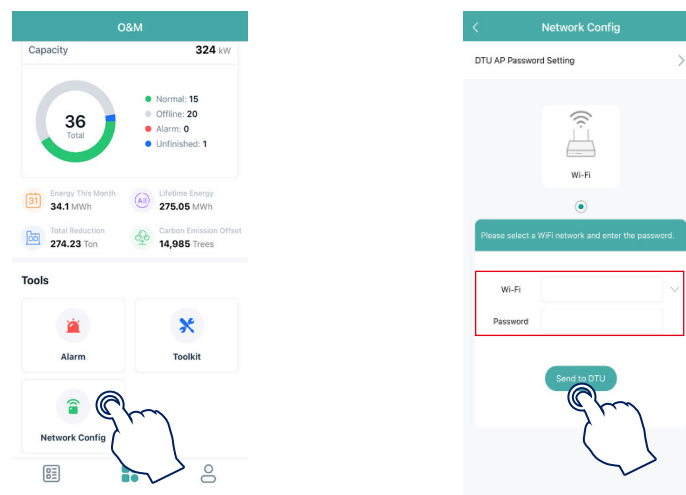 O&M
Capacity 324 kW
36
Total
Normal: 15
Offline: 20
Alarm: 0
Unfinished: 1
31
Energy This Month
34.1 MWh
All
Lifetime Energy
275.05 MWh
Total Reduction
274.23 Ton
Carbon Emission Offset
14,985 Trees
Tools
Alarm
Toolkit
Network Config
Network Config
DTU AP Password Setting
Wi-Fi
Please select a WiFi network and enter the password.
Wi-Fi
Password
Send to DTU